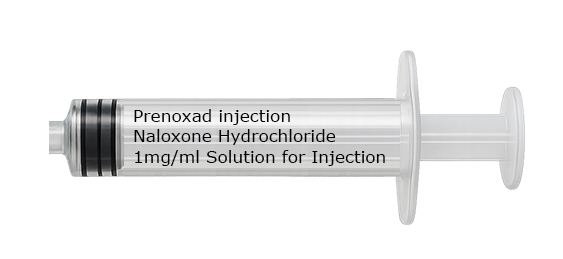 Prenoxad injection
Naloxone Hydrochloride
1mg/ml Solution for Injection